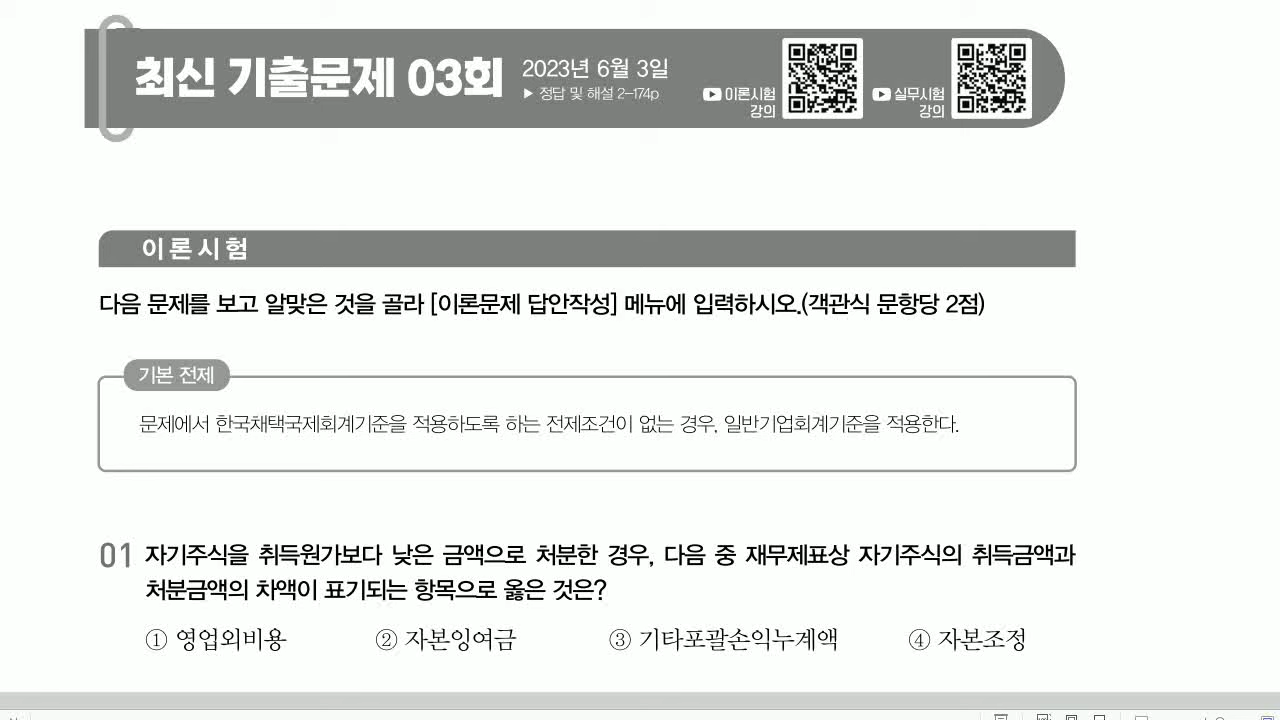 최신 기출문제 03회
2023년 6월 3일
▶ 정답 및 해설 2-174p
이론시험
강의
실무시험
강의
이론시험
다음 문제를 보고 알맞은 것을 골라 [이론문제 답안작성] 메뉴에 입력하시오.(객관식 문항당 2점)
기본 전제
문제에서 한국채택국제회계기준을 적용하도록 하는 전제조건이 없는 경우, 일반기업회계기준을 적용한다.
01 자기주식을 취득원가보다 낮은 금액으로 처분한 경우, 다음 중 재무제표상 자기주식의 취득금액과
처분금액의 차액이 표기되는 항목으로 옳은 것은?
① 영업외비용 ② 자본잉여금 ③ 기타포괄손익누계액 ④ 자본조정